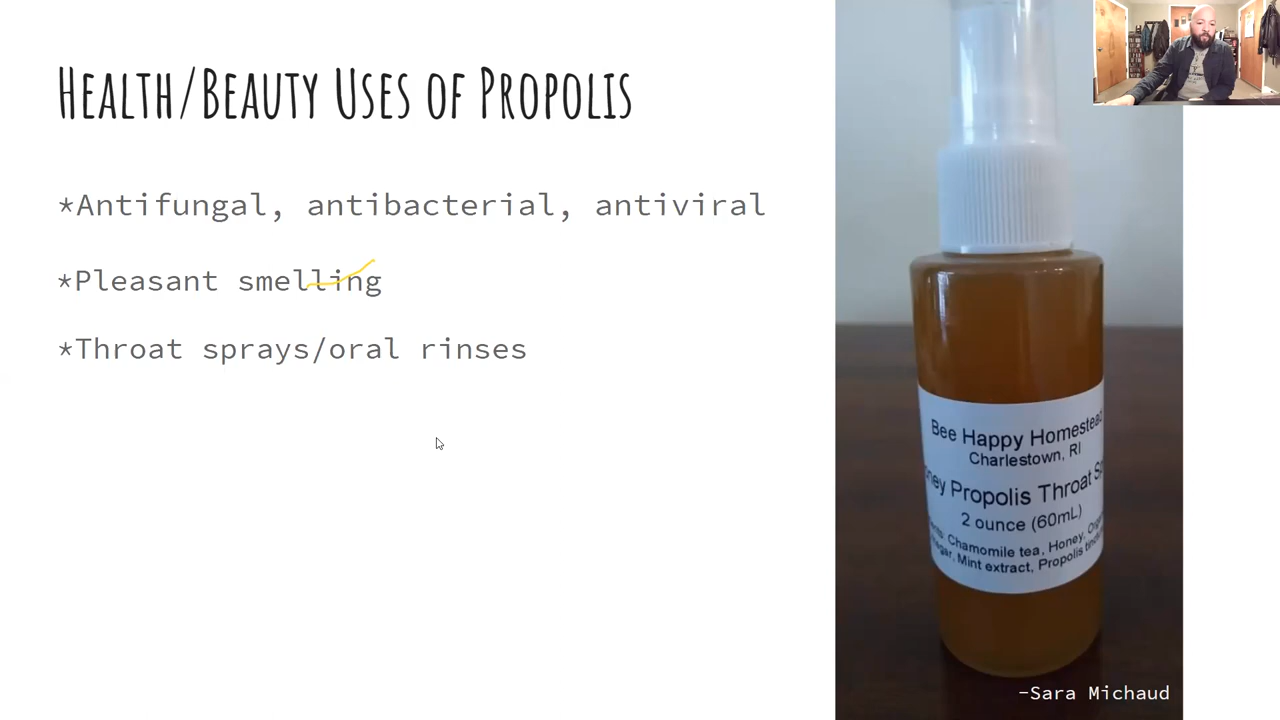 Health/Beauty Uses of Propolis
*Antifungal, antibacterial, antiviral
*Pleasant smelling
*Throat sprays/oral rinses
Bee Happy Homestead
Charlestown, RI
Propolis Throat
2 ounce (60mL)
Chamomile tea, Honey,
Mint extract, Propolis
-Sara Michaud